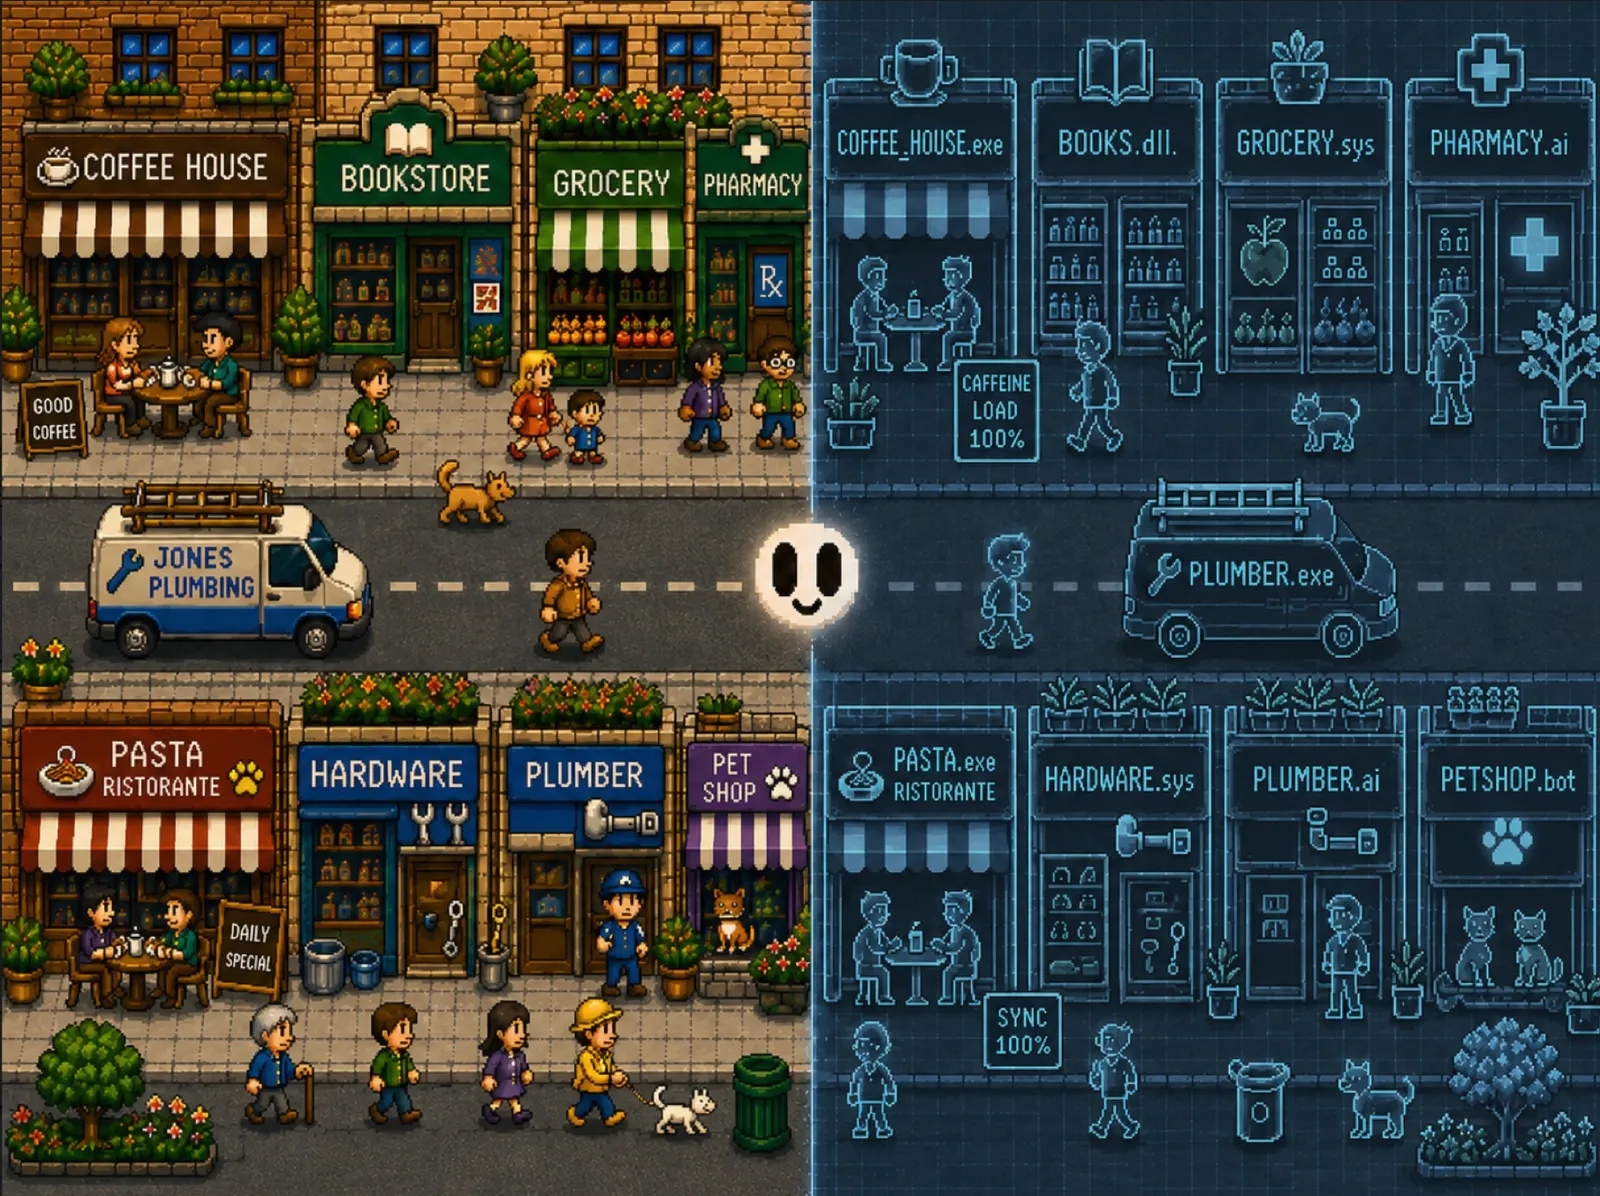 COFFEE HOUSE
BOOKSTORE
GROCERY
PHARMACY
Rx
GOOD
COFFEE
JONES
PLUMBING
PASTA
RISTORANTE
HARDWARE
PLUMBER
PET
SHOP
DAILY
SPECIAL
COFFEE_HOUSE.exe
BOOKS.dll.
GROCERY.sys
PHARMACY.ai
CAFFEINE
LOAD
100%
PLUMBER.exe
PASTA.exe
RISTORANTE
HARDWARE.sys
PLUMBER.ai
PETSHOP.bot
SYNC
100%